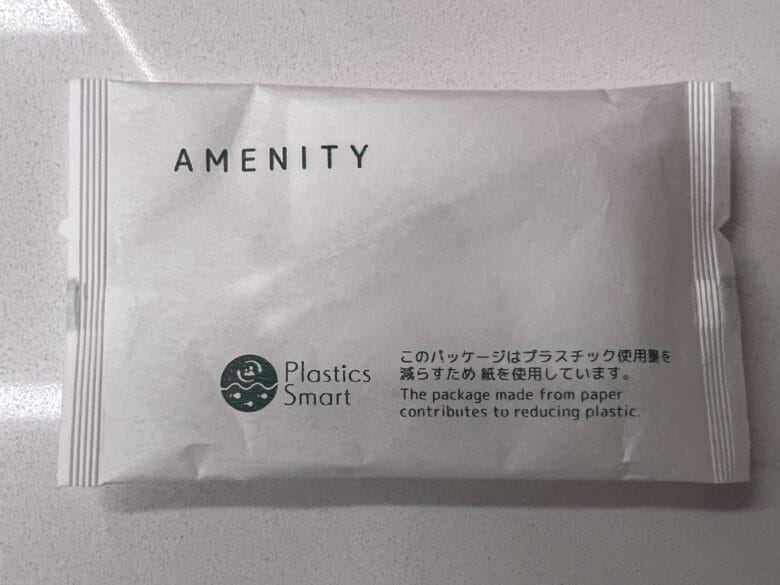 AMENITY
Plastics
Smart
このパッケージはプラスチック使用量を
減らすため 紙を使用しています。
The package made from paper
contributes to reducing plastic.